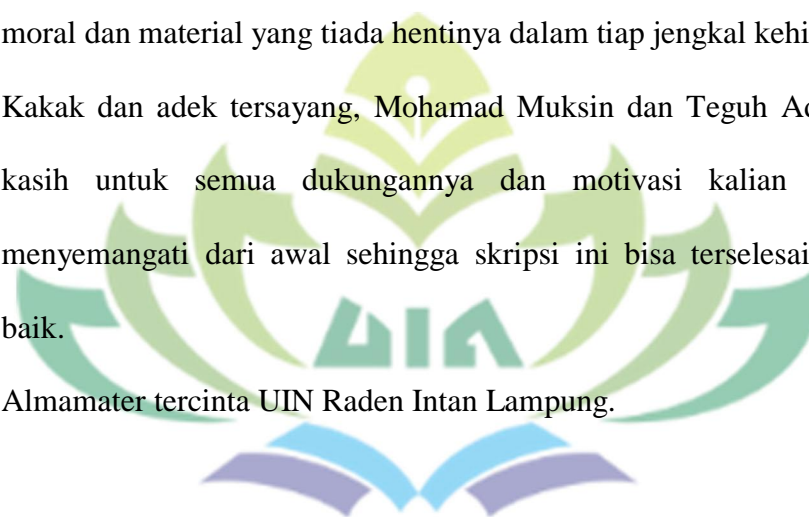 moral dan material yang tiada hentinya dalam tiap jengkal
Kakak dan adek tersayang, Mohamad Muksin dan Teguh
kasih untuk semua dukungannya dan motivasi kalian
menyemangati dari awal sehingga skripsi ini bisa
baik.
UIN
Almamater tercinta UIN Raden Intan Lampung.